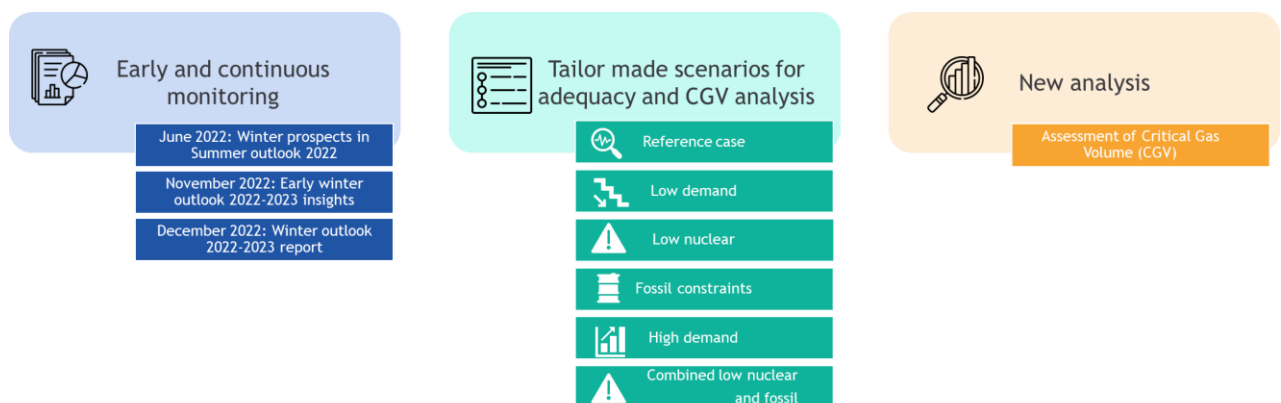 Early and continuous
monitoring
June 2022: Winter prospects in
Summer outlook 2022
November 2022: Early winter
outlook 2022-2023 insights
December 2022: Winter outlook
2022-2023 report
Tailor made scenarios for
adequacy and CGV analysis
Reference case
Low demand
Low nuclear
Fossil constraints
High demand
Combined low nuclear
and fossil
New analysis
Assessment of Critical Gas
Volume (CGV)